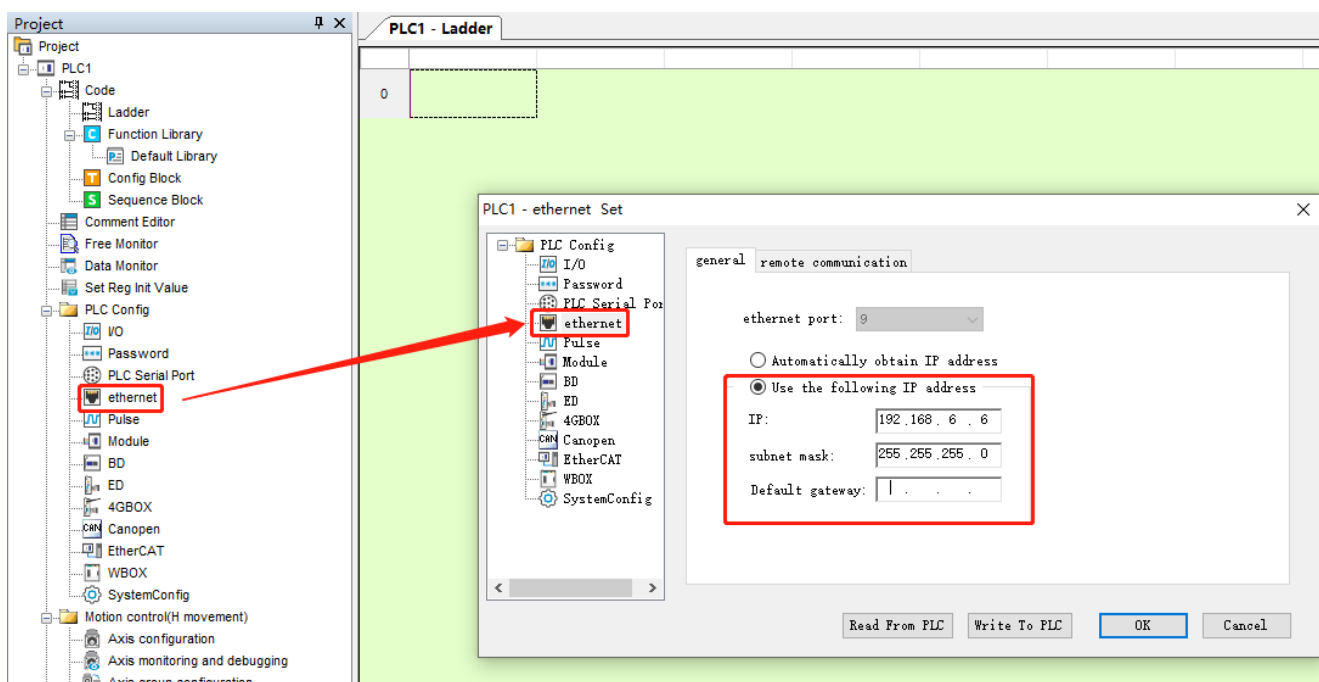 Project
Project
PLC1
Code
Ladder
Function Library
Default Library
Config Block
Sequence Block
Comment Editor
Free Monitor
Data Monitor
Set Reg Init Value
PLC Config
I/O
Password
PLC Serial Port
ethernet
Pulse
Module
BD
ED
4GBOX
Canopen
EtherCAT
WBOX
SystemConfig
Motion control(H movement)
Axis configuration
Axis monitoring and debugging
Axis group configuration
PLC1 - Ladder
0
PLC1 - ethernet Set
PLC Config
I/O
Password
PLC Serial Por
ethernet
Pulse
Module
BD
ED
4GBOX
Canopen
EtherCAT
WBOX
SystemConfig
general remote communication
ethernet port: 9
Automatically obtain IP address
Use the following IP address
IP: 192 .168 . 6 . 6
subnet mask: 255 .255 .255 . 0
Default gateway: . . .
Read From PLC Write To PLC OK Cancel